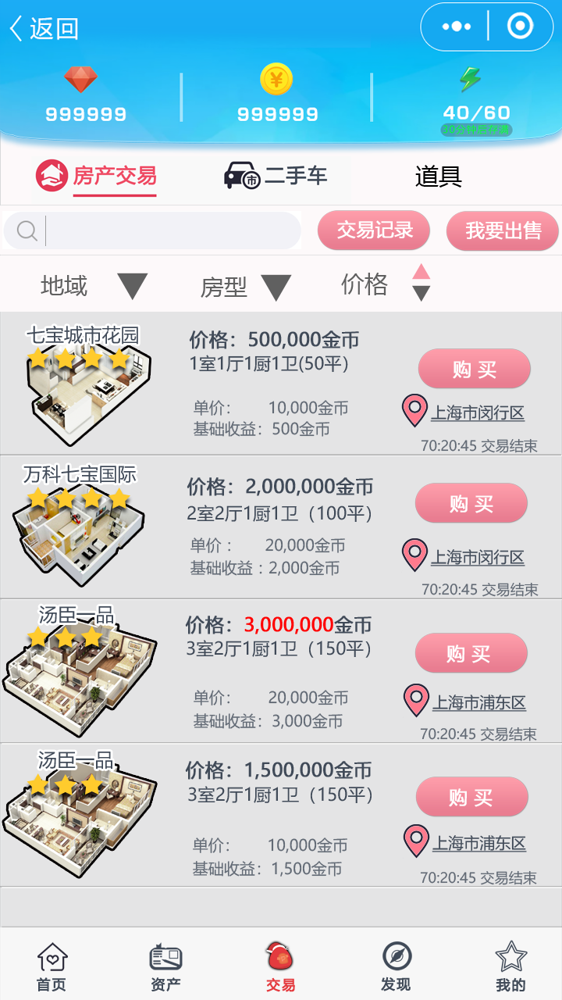 返回
999999 999999 40/60
房产交易 二手车 道具
交易记录 我要出售
地域 房型 价格
七宝城市花园
价格：500,000金币
1室1厅1厨1卫(50平)
购买
单价： 10,000金币
上海市闵行区
基础收益：500金币
70:20:45 交易结束
万科七宝国际
价格：2,000,000金币
2室2厅1厨1卫（100平）
购买
单价： 20,000金币
上海市闵行区
基础收益：2,000金币
70:20:45 交易结束
汤臣一品
价格：3,000,000金币
3室2厅1厨1卫（150平）
购买
单价： 20,000金币
上海市浦东区
基础收益：3,000金币
70:20:45 交易结束
汤臣一品
价格：1,500,000金币
3室2厅1厨1卫（150平）
购买
单价： 10,000金币
上海市浦东区
基础收益：1,500金币
70:20:45 交易结束
首页 资产 交易 发现 我的